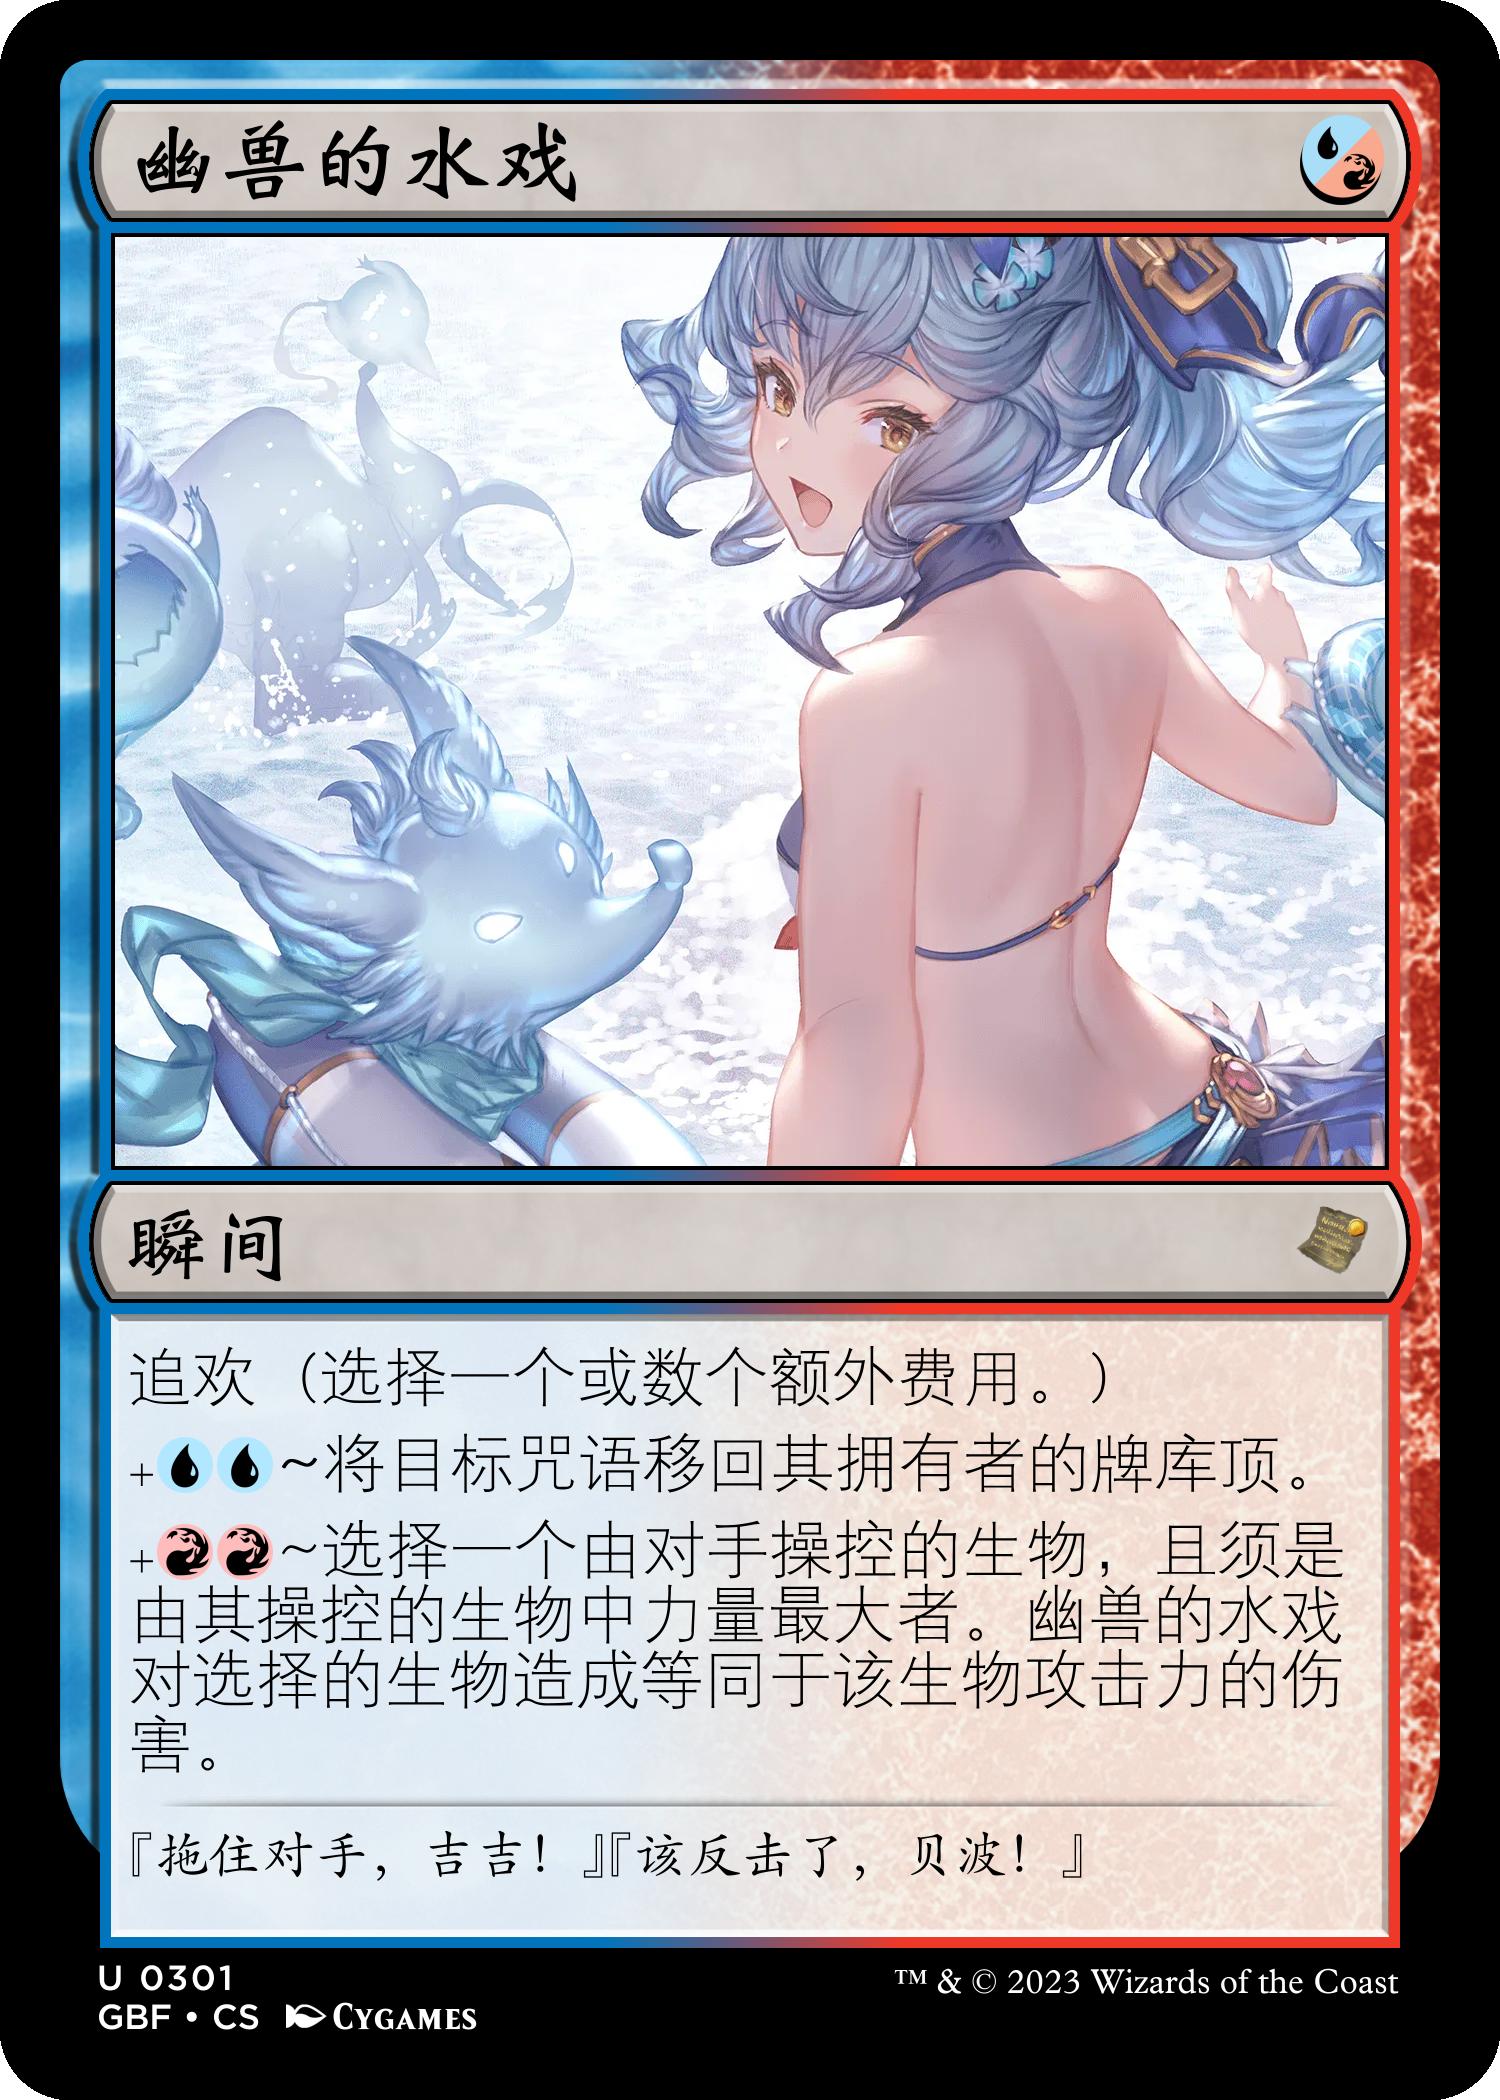 幽兽的水戏
瞬间
追欢（选择一个或数个额外费用。）
+~将目标咒语移回其拥有者的牌库顶。
+~选择一个由对手操控的生物，且须是
由其操控的生物中力量最大者。幽兽的水戏
对选择的生物造成等同于该生物攻击力的伤
害。
『拖住对手，吉吉！』『该反击了，贝波！』
U 0301
GBF • CS CYGAMES
™ & © 2023 Wizards of the Coast